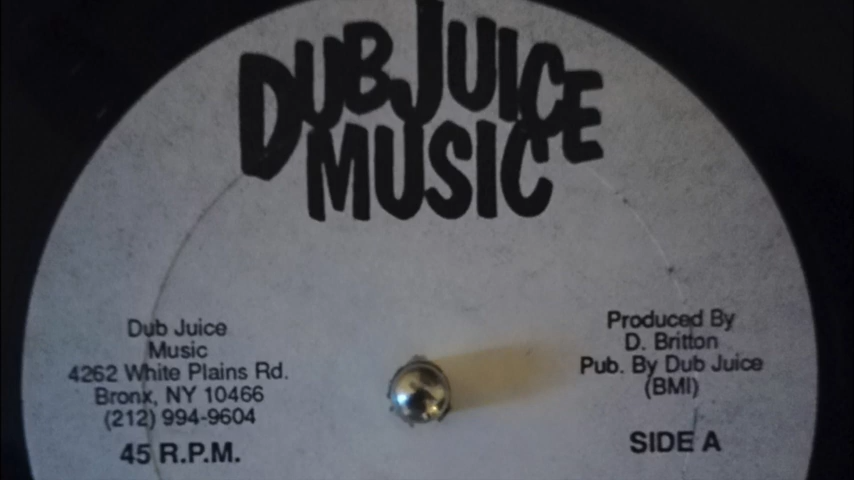 DUB JUICE
MUSIC
Dub Juice
Music
4262 White Plains Rd.
Bronx, NY 10466
(212) 994-9604
45 R.P.M.
Produced By
D. Britton
Pub. By Dub Juice
(BMI)
SIDE A